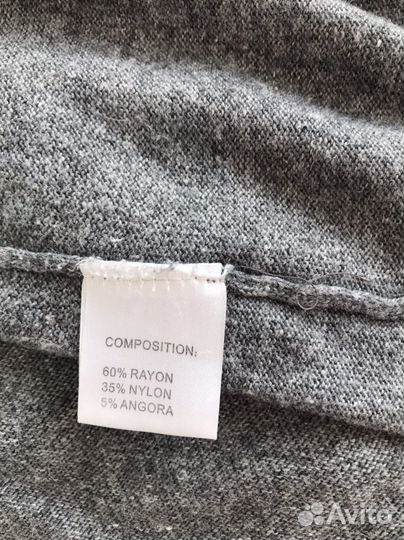 COMPOSITION:
60% RAYON
35% NYLON
5% ANGORA
Avito